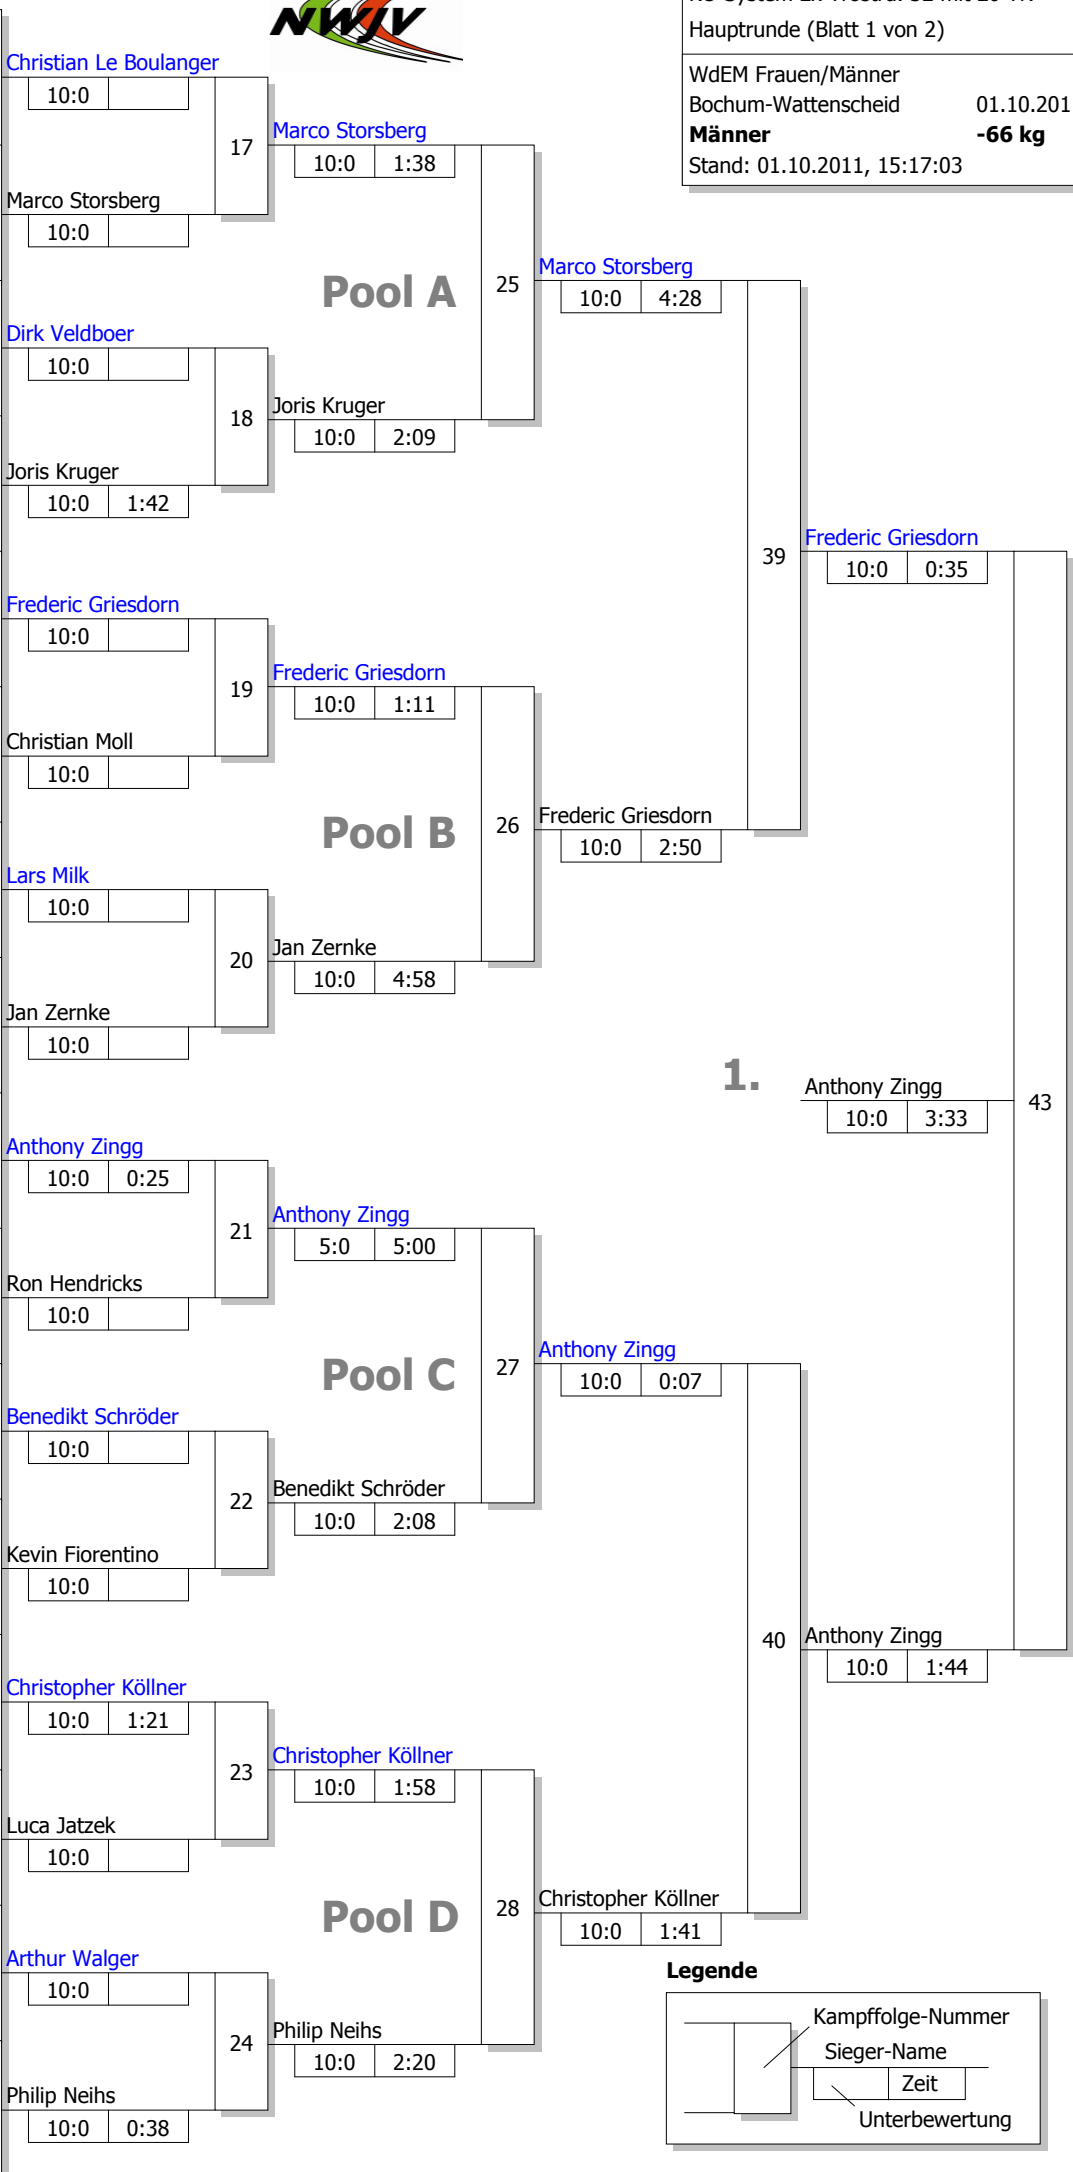 NWJV
Hauptrunde (Blatt 1 von 2)
WdEM Frauen/Männer
Bochum-Wattenscheid 01.10.201
Männer -66 kg
Stand: 01.10.2011, 15:17:03
Christian Le Boulanger
10:0
17
Marco Storsberg
10:0 1:38
Marco Storsberg
10:0
Pool A
25
Marco Storsberg
10:0 4:28
Dirk Veldboer
10:0
18
Joris Kruger
10:0 2:09
Joris Kruger
10:0 1:42
39
Frederic Griesdorn
10:0 0:35
Frederic Griesdorn
10:0
19
Frederic Griesdorn
10:0 1:11
Christian Moll
10:0
Pool B
26
Frederic Griesdorn
10:0 2:50
Lars Milk
10:0
20
Jan Zernke
10:0 4:58
Jan Zernke
10:0
1.
Anthony Zingg
10:0 3:33
43
Anthony Zingg
10:0 0:25
21
Anthony Zingg
5:0 5:00
Ron Hendricks
10:0
Pool C
27
Anthony Zingg
10:0 0:07
Benedikt Schröder
10:0
22
Benedikt Schröder
10:0 2:08
Kevin Fiorentino
10:0
40
Anthony Zingg
10:0 1:44
Christopher Köllner
10:0 1:21
23
Christopher Köllner
10:0 1:58
Luca Jatzek
10:0
Pool D
28
Christopher Köllner
10:0 1:41
Arthur Walger
10:0
24
Philip Neihs
10:0 2:20
Philip Neihs
10:0 0:38
Legende
Kampffolge-Nummer
Sieger-Name
Zeit
Unterbewertung